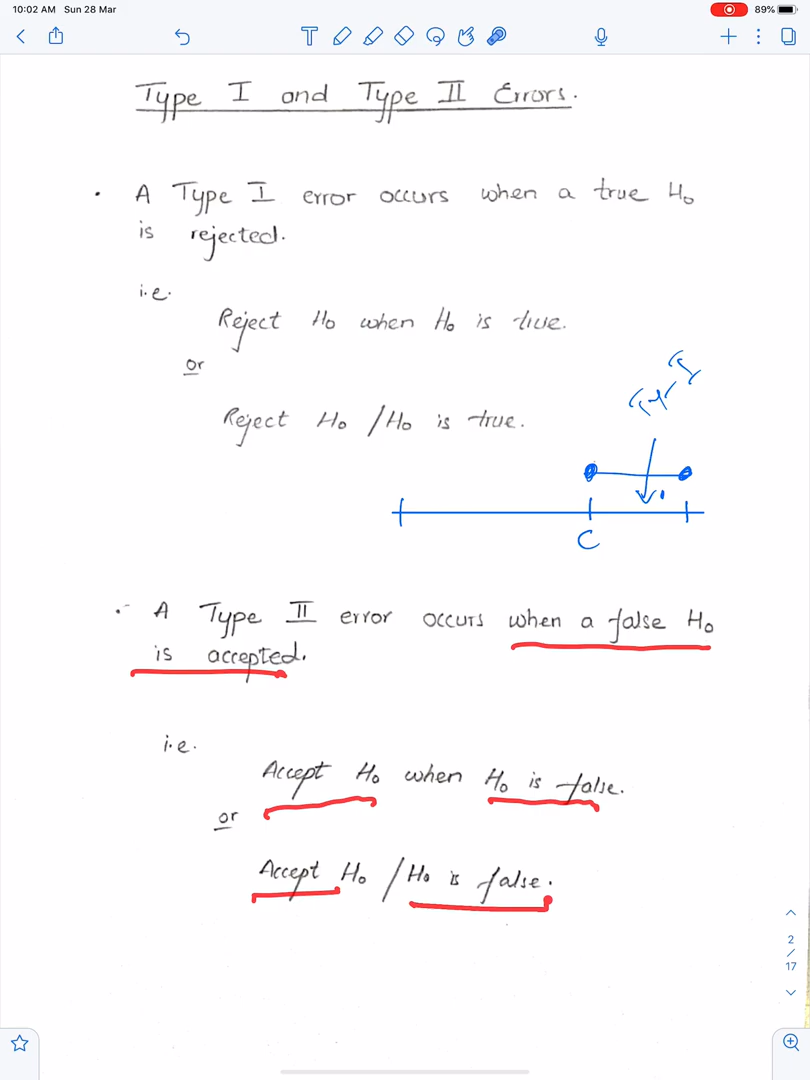 10:02 AM Sun 28 Mar
89%
Type I and Type II Errors.
• A Type I error occurs when a true H₀
is rejected.
i.e.
Reject H₀ when H₀ is true.
or
Reject H₀ / H₀ is true.
C
• A Type II error occurs when a false H₀
is accepted.
i.e.
Accept H₀ when H₀ is false.
or
Accept H₀ / H₀ is false.
2
/
17